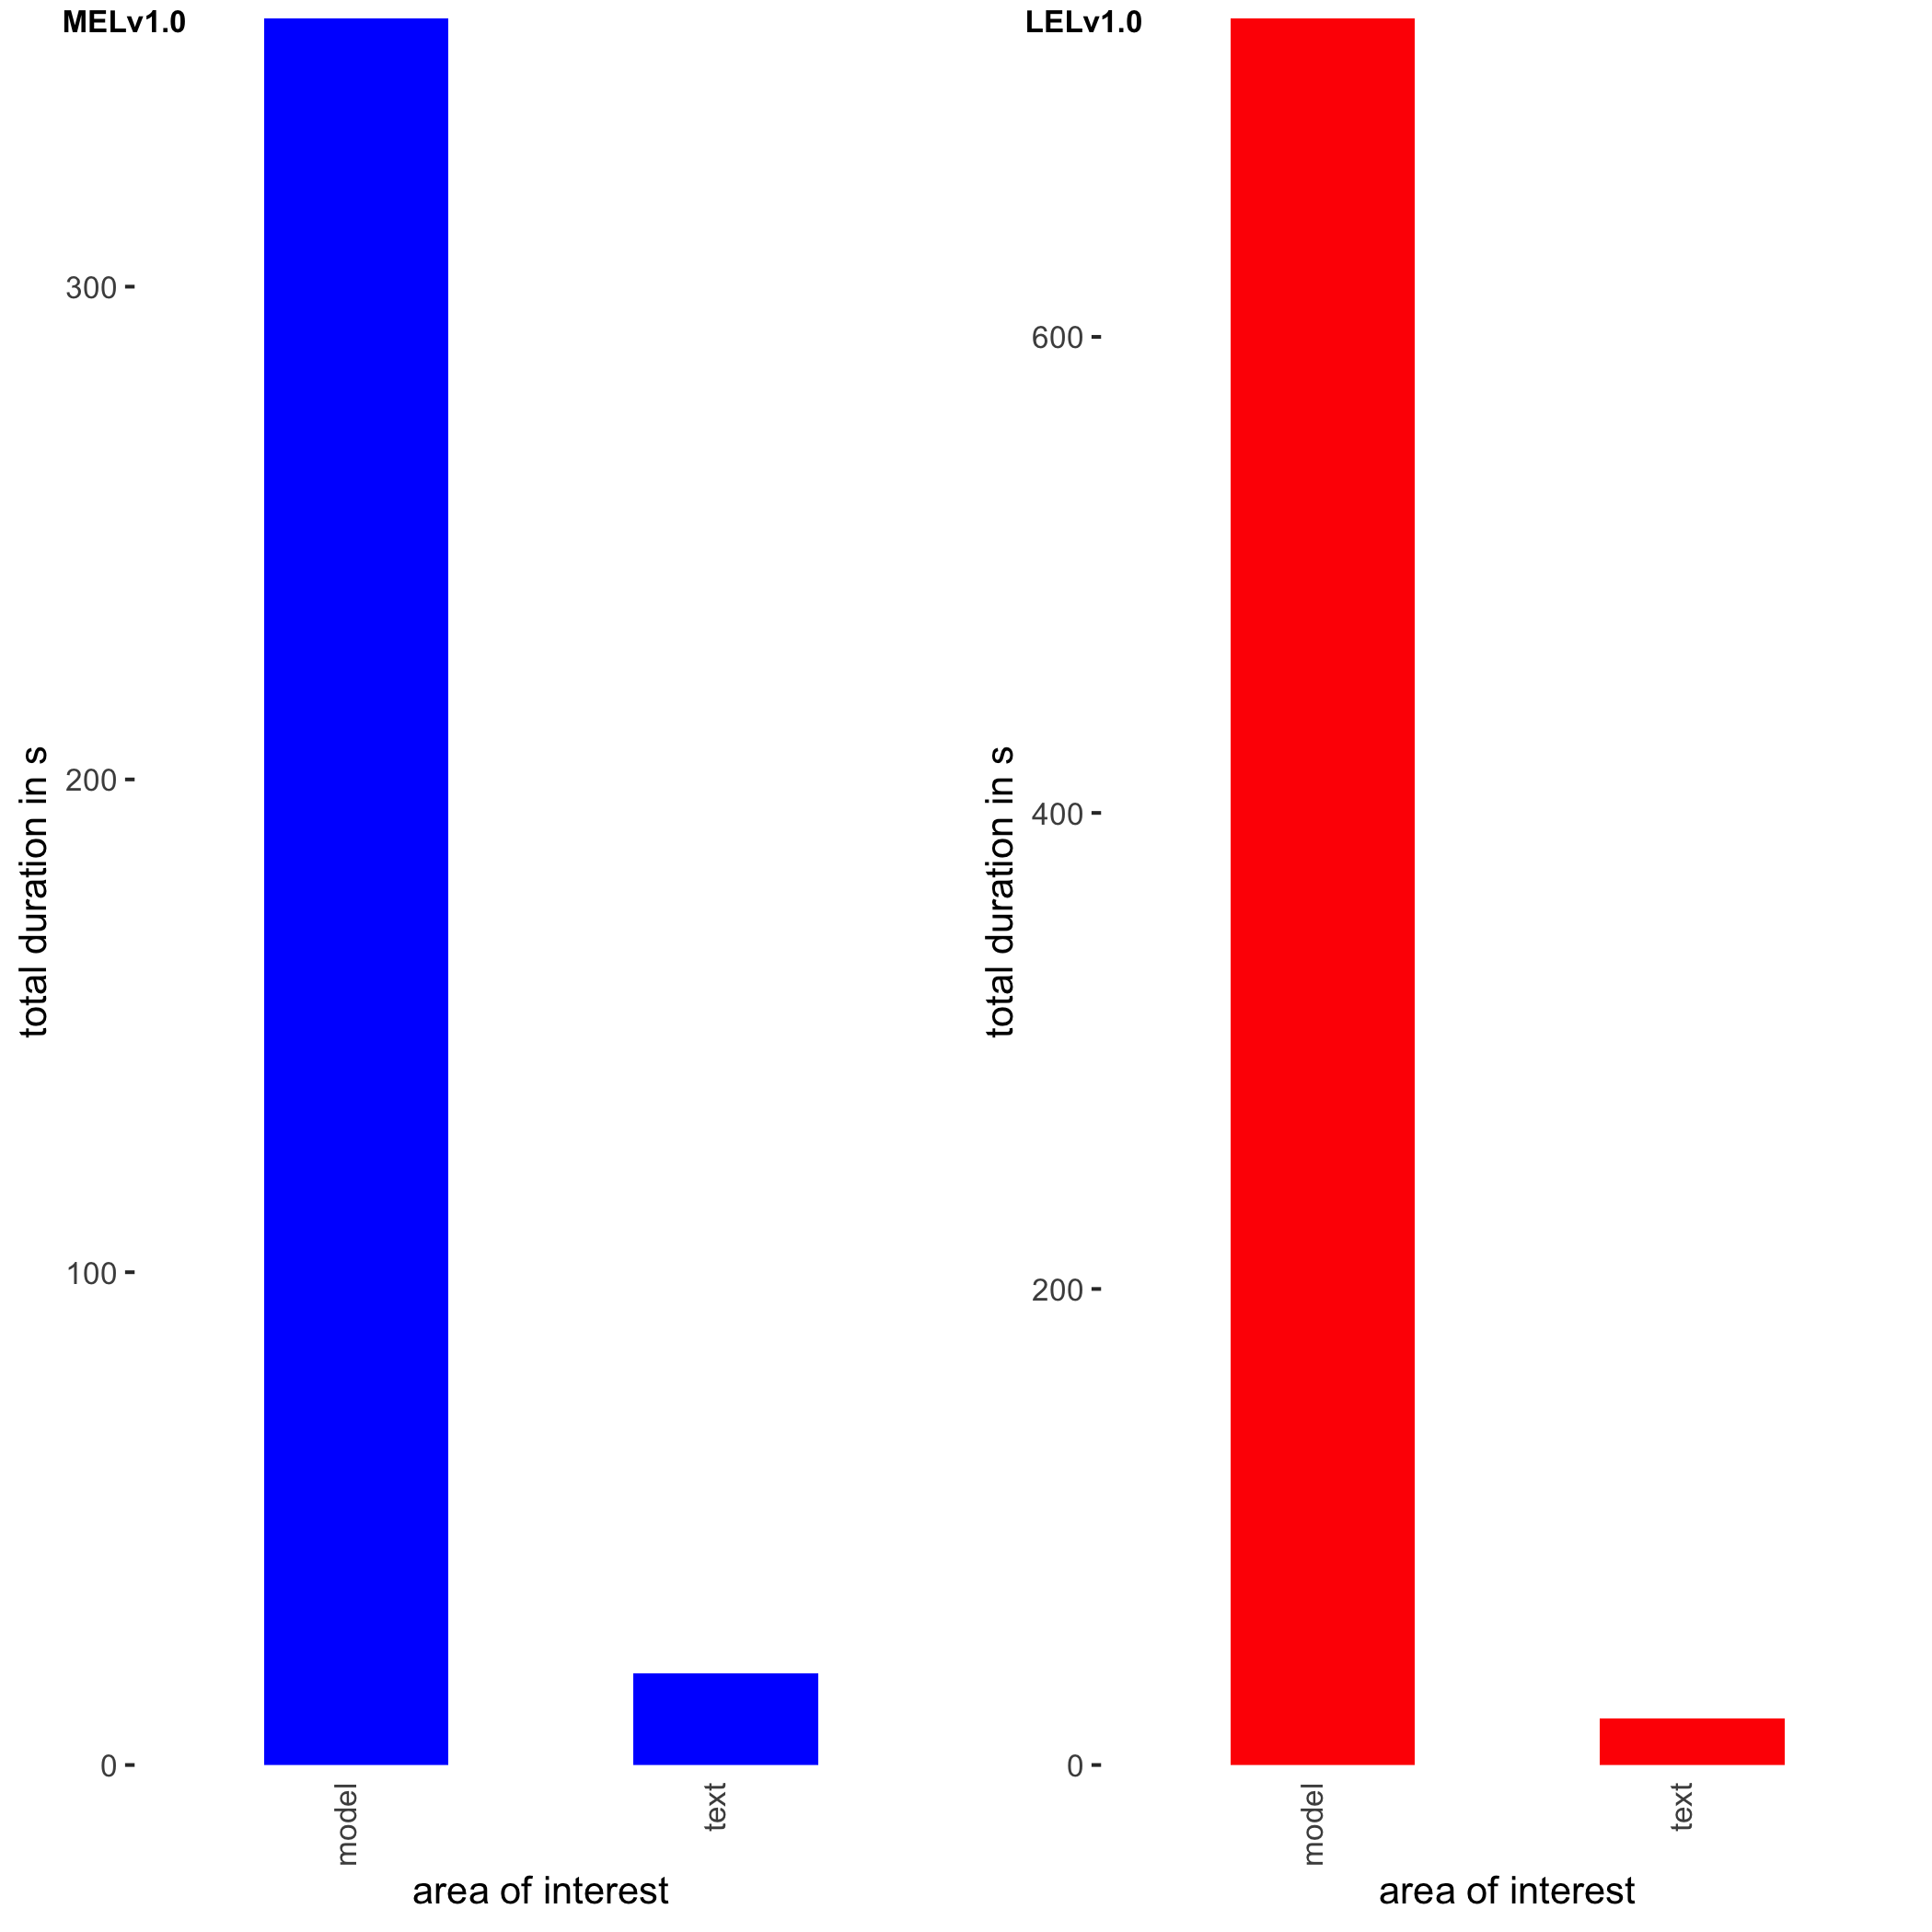 MELv1.0
total duration in s
300
200
100
0
model
text
area of interest
LELv1.0
total duration in s
600
400
200
0
model
text
area of interest